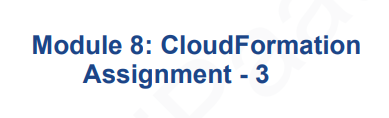 Module 8: CloudFormation
Assignment - 3